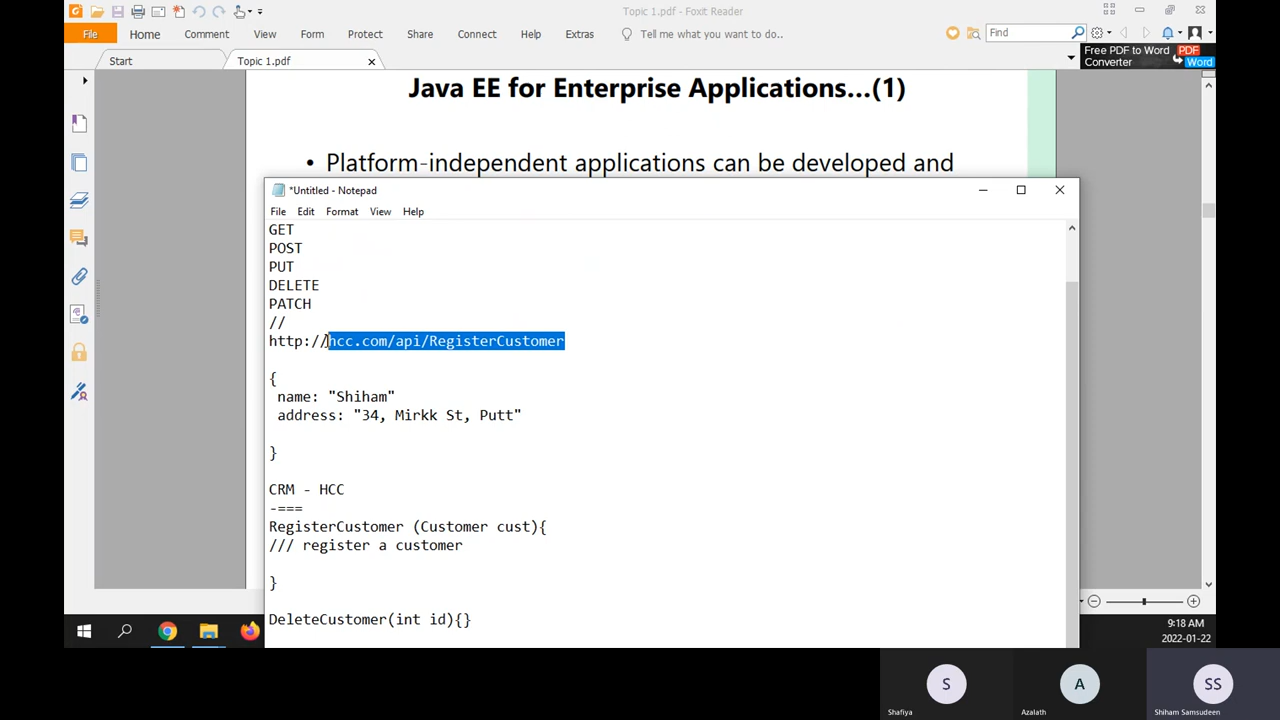 Topic 1.pdf - Foxit Reader
File Home Comment View Form Protect Share Connect Help Extras Tell me what you want to do.. Find
Start Topic 1.pdf
Free PDF to Word Converter PDF Word
Java EE for Enterprise Applications...(1)
• Platform-independent applications can be developed and
*Untitled - Notepad
File Edit Format View Help
GET
POST
PUT
DELETE
PATCH
//
http://hcc.com/api/RegisterCustomer
{
name: "Shiham"
address: "34, Mirkk St, Putt"
}
CRM - HCC
-===
RegisterCustomer (Customer cust){
/// register a customer
}
DeleteCustomer(int id){}
9:18 AM
2022-01-22
S A SS
Shafiya Azalath Shiham Samsudeen